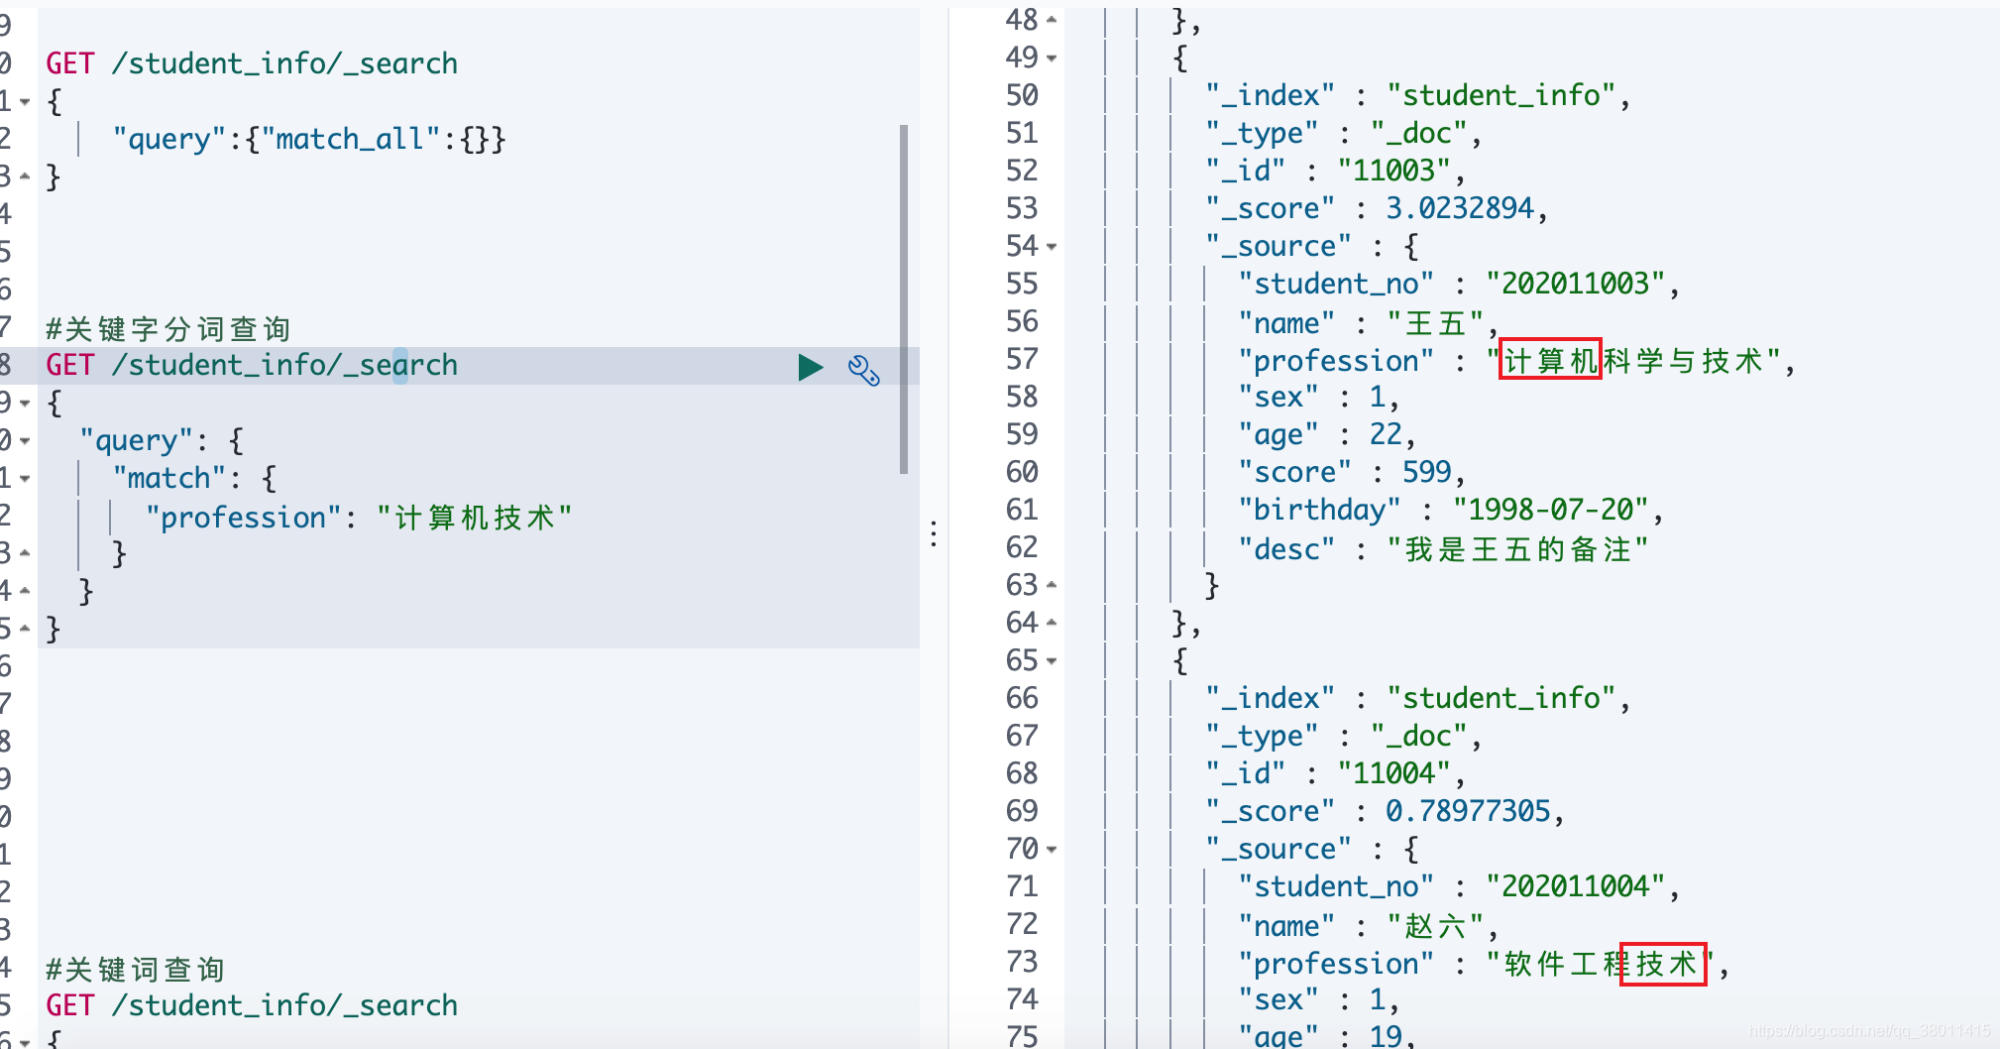 9
0 GET /student_info/_search
1 {
2 "query":{"match_all":{}}
3 }
4
5
6
7 #关键字分词查询
8 GET /student_info/_search
9 {
0 "query": {
1 "match": {
2 "profession": "计算机技术"
3 }
4 }
5 }
6
7
8
9
0
1
2
3
4 #关键词查询
5 GET /student_info/_search
6 {
48 },
49 {
50 "_index" : "student_info",
51 "_type" : "_doc",
52 "_id" : "11003",
53 "_score" : 3.0232894,
54 "_source" : {
55 "student_no" : "202011003",
56 "name" : "王五",
57 "profession" : "计算机科学与技术",
58 "sex" : 1,
59 "age" : 22,
60 "score" : 599,
61 "birthday" : "1998-07-20",
62 "desc" : "我是王五的备注"
63 }
64 },
65 {
66 "_index" : "student_info",
67 "_type" : "_doc",
68 "_id" : "11004",
69 "_score" : 0.78977305,
70 "_source" : {
71 "student_no" : "202011004",
72 "name" : "赵六",
73 "profession" : "软件工程技术",
74 "sex" : 1,
75 "age" : 19,
https://blog.csdn.net/qq_38011415